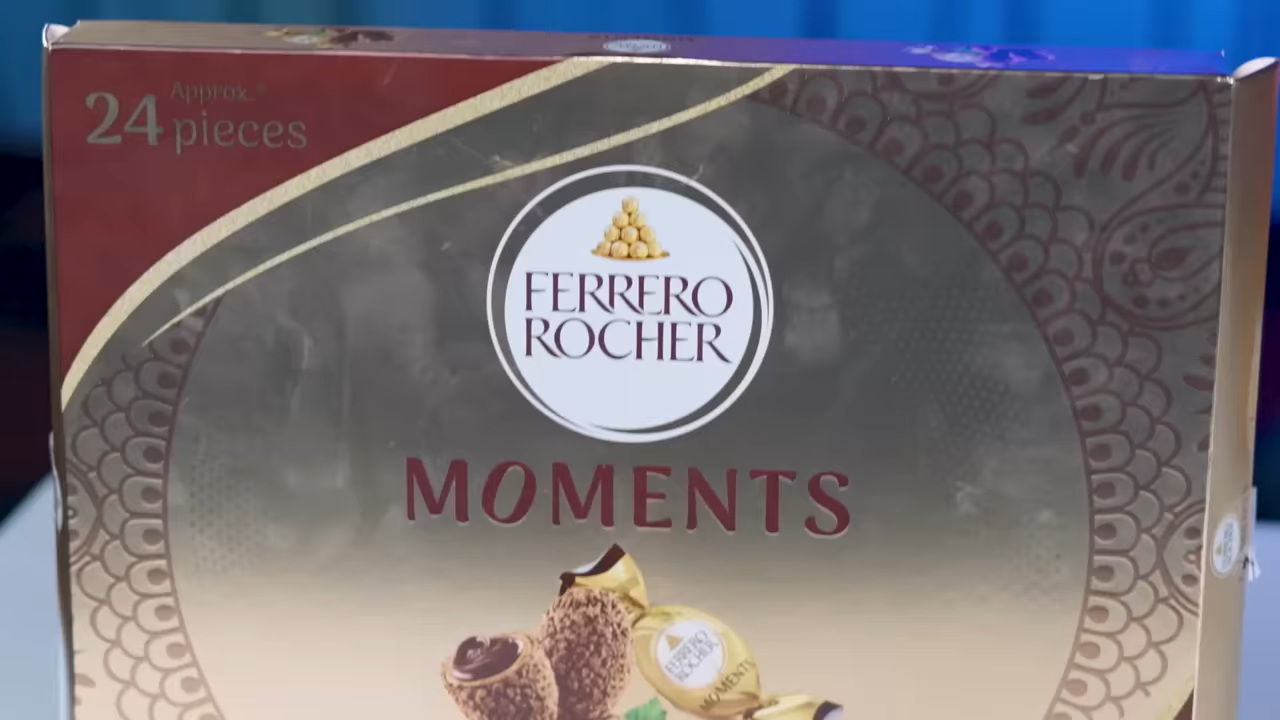 Approx.*
24 pieces
FERRERO
ROCHER
MOMENTS
FERRERO
ROCHER
MOMENTS